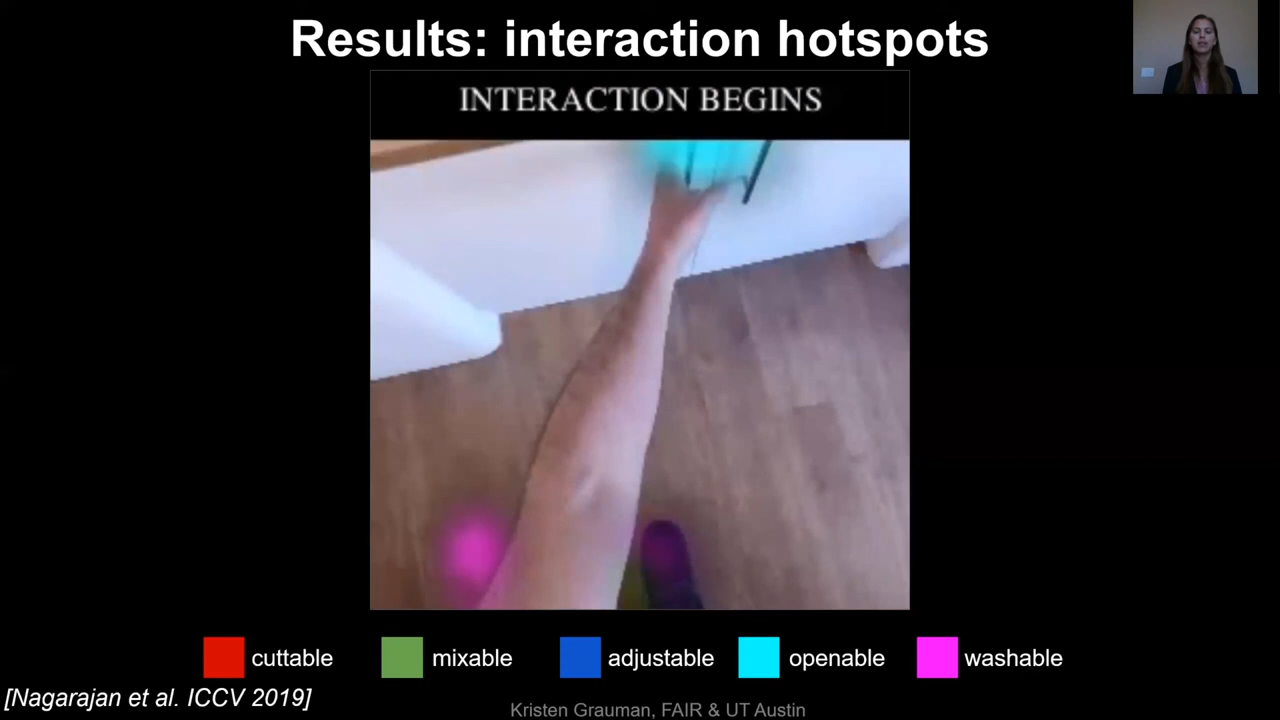 Results: interaction hotspots
INTERACTION BEGINS
cuttable mixable adjustable openable washable
[Nagarajan et al. ICCV 2019]
Kristen Grauman, FAIR & UT Austin